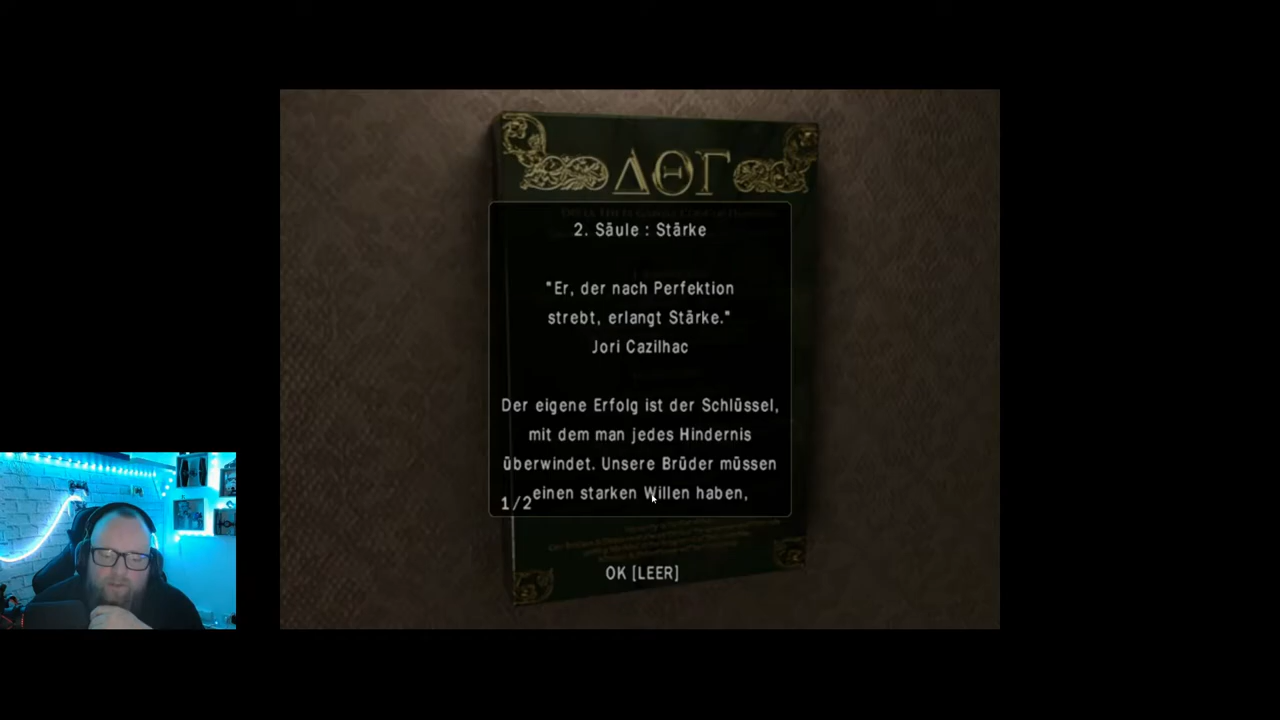 ΔΘΓ
2. Säule : Stärke
"Er, der nach Perfektion
strebt, erlangt Stärke."
Jori Cazilhac
Der eigene Erfolg ist der Schlüssel,
mit dem man jedes Hindernis
überwindet. Unsere Brüder müssen
einen starken Willen haben,
1/2
OK [LEER]